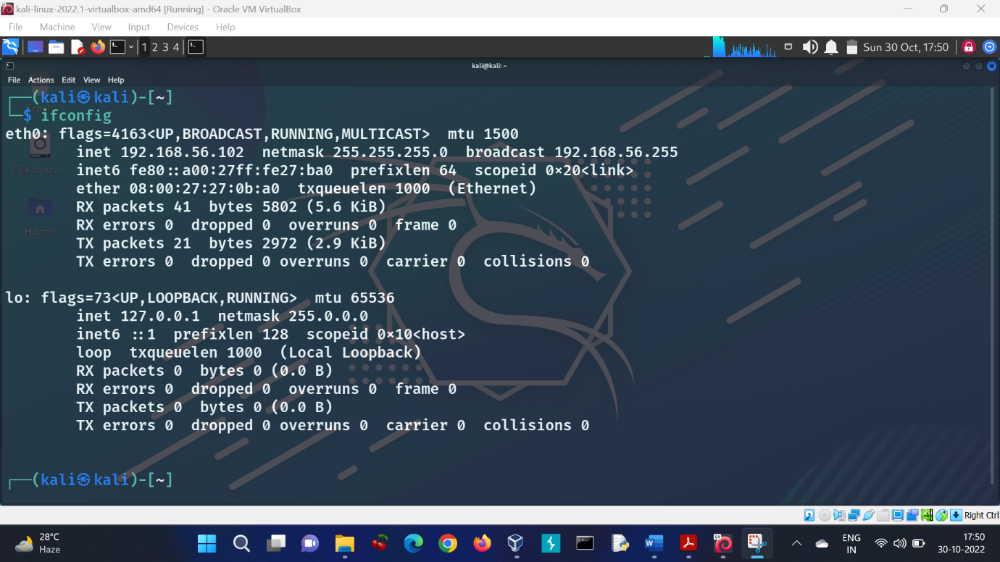 kali-linux-2022.1-virtualbox-amd64 [Running] - Oracle VM VirtualBox
File Machine View Input Devices Help
1 2 3 4
Sun 30 Oct, 17:50
kali@kali: ~
File Actions Edit View Help
┌──(kali㉿kali)-[~]
└─$ ifconfig
eth0: flags=4163<UP,BROADCAST,RUNNING,MULTICAST>  mtu 1500
inet 192.168.56.102  netmask 255.255.255.0  broadcast 192.168.56.255
inet6 fe80::a00:27ff:fe27:ba0  prefixlen 64  scopeid 0x20<link>
ether 08:00:27:27:0b:a0  txqueuelen 1000  (Ethernet)
RX packets 41  bytes 5802 (5.6 KiB)
RX errors 0  dropped 0  overruns 0  frame 0
TX packets 21  bytes 2972 (2.9 KiB)
TX errors 0  dropped 0 overruns 0  carrier 0  collisions 0
lo: flags=73<UP,LOOPBACK,RUNNING>  mtu 65536
inet 127.0.0.1  netmask 255.0.0.0
inet6 ::1  prefixlen 128  scopeid 0x10<host>
loop  txqueuelen 1000  (Local Loopback)
RX packets 0  bytes 0 (0.0 B)
RX errors 0  dropped 0  overruns 0  frame 0
TX packets 0  bytes 0 (0.0 B)
TX errors 0  dropped 0 overruns 0  carrier 0  collisions 0
┌──(kali㉿kali)-[~]
Trash
File Syst...
Home
Right Ctrl
28°C
Haze
ENG
IN
17:50
30-10-2022